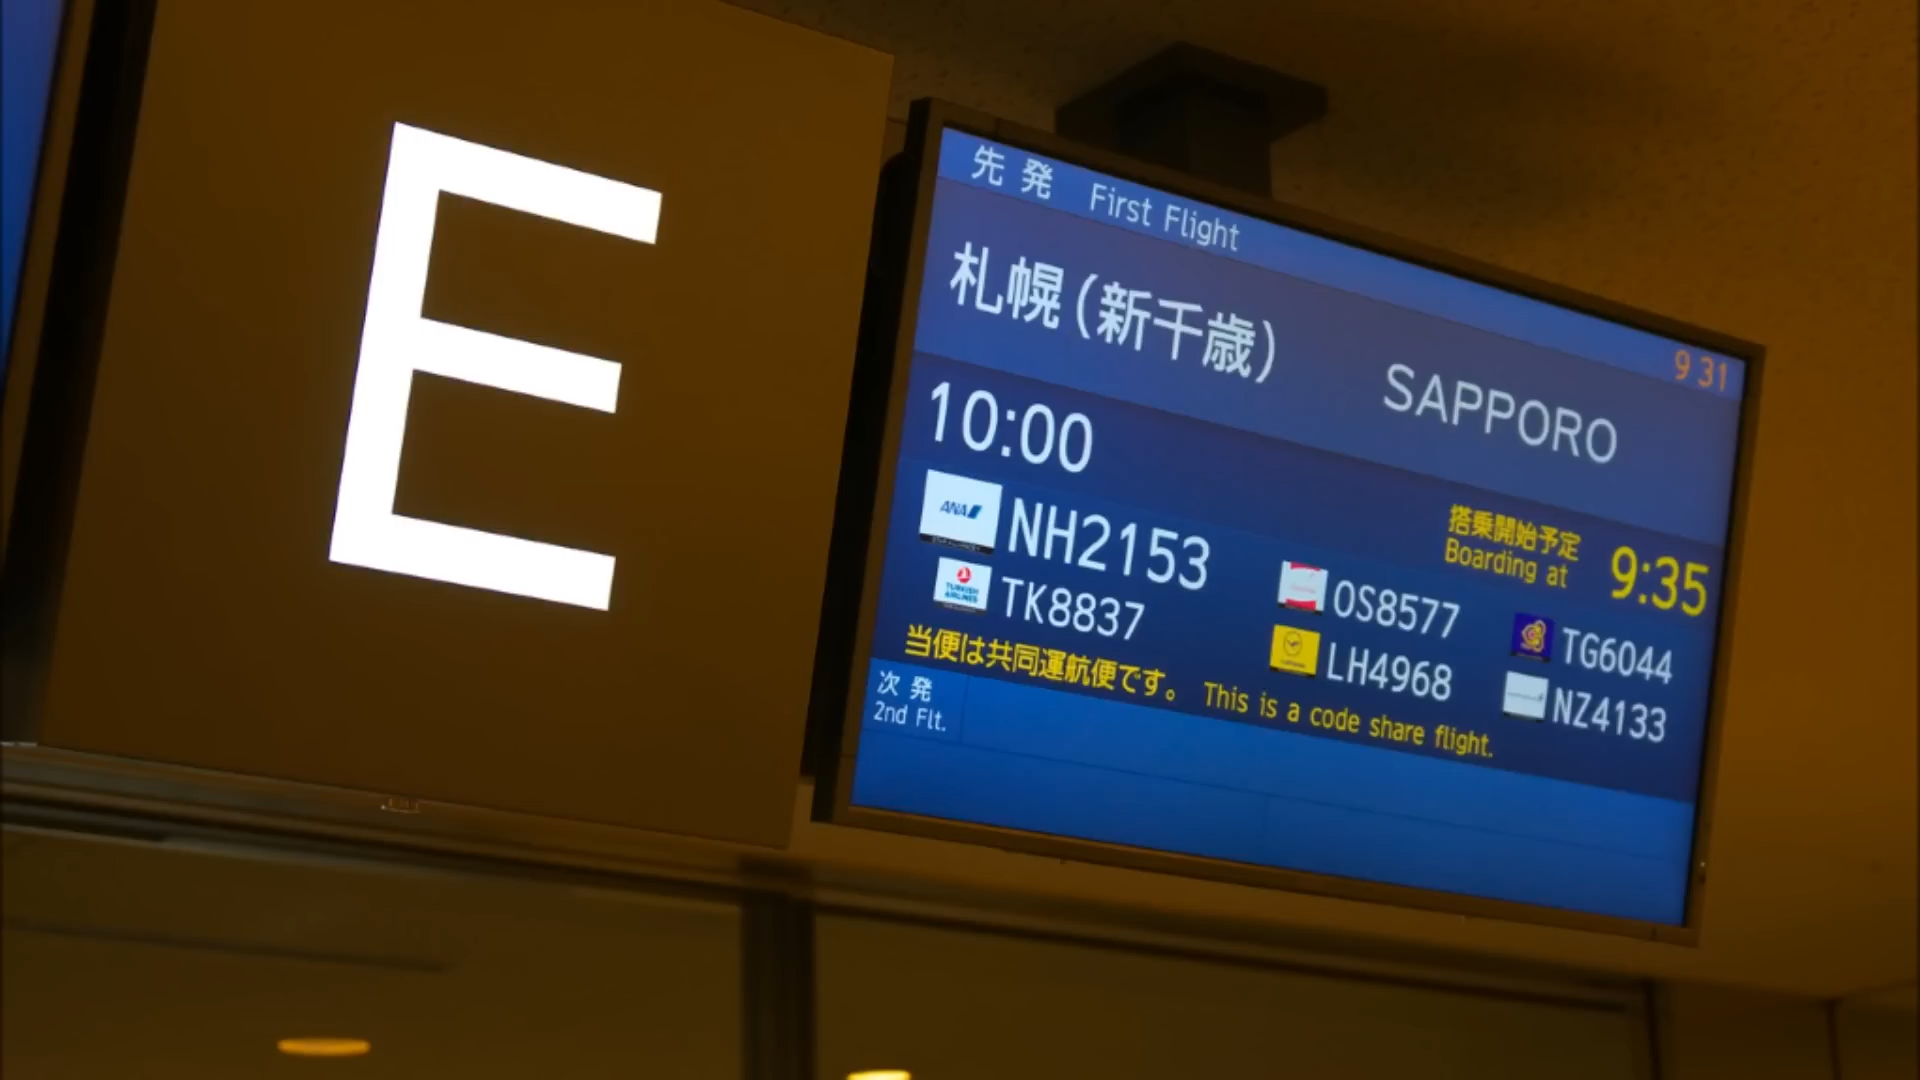 E
先発 First Flight
9 31
札幌(新千歳) SAPPORO
10:00
搭乗開始予定
Boarding at 9:35
ANA NH2153
TURKISH AIRLINES TK8837
OS8577
TG6044
LH4968
NZ4133
当便は共同運航便です。 This is a code share flight.
次発
2nd Flt.